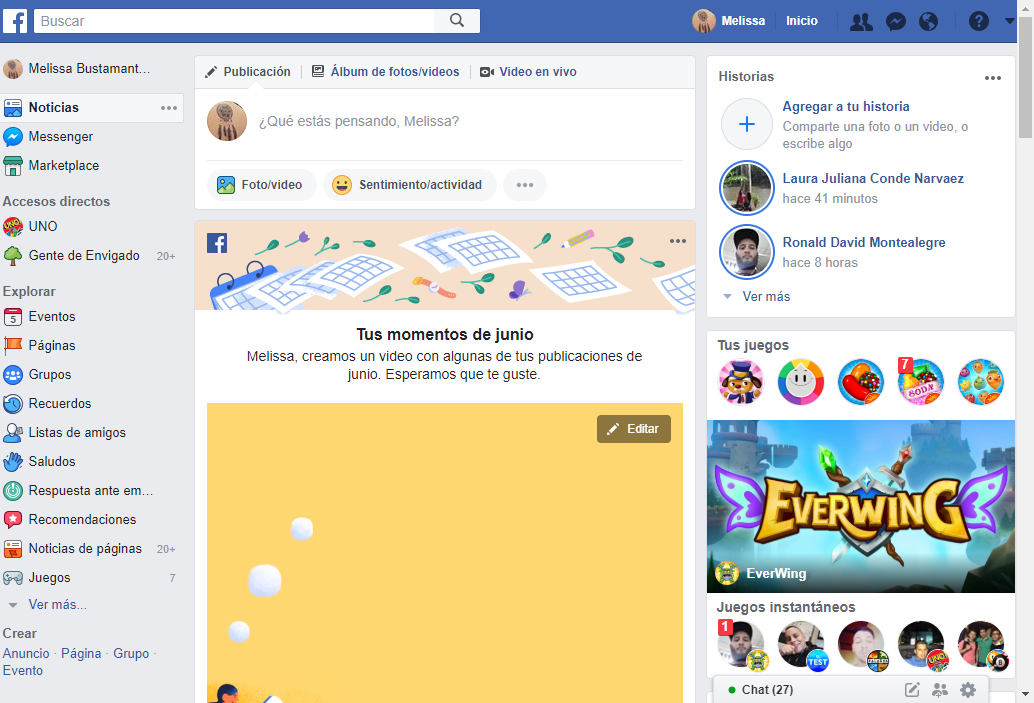 Buscar
Melissa
Inicio
Melissa Bustamant...
Noticias
Messenger
Marketplace
Accesos directos
UNO
Gente de Envigado 20+
Explorar
5
Eventos
Páginas
Grupos
Recuerdos
Listas de amigos
Saludos
Respuesta ante em...
Recomendaciones
Noticias de páginas 20+
Juegos 7
Ver más...
Crear
Anuncio · Página · Grupo ·
Evento
Publicación
Álbum de fotos/videos
Video en vivo
¿Qué estás pensando, Melissa?
Foto/video
Sentimiento/actividad
Tus momentos de junio
Melissa, creamos un video con algunas de tus publicaciones de
junio. Esperamos que te guste.
Editar
Historias
Agregar a tu historia
Comparte una foto o un video, o
escribe algo
Laura Juliana Conde Narvaez
hace 41 minutos
Ronald David Montealegre
hace 8 horas
Ver más
Tus juegos
7
SODA
EVERWING
EverWing
Juegos instantáneos
1
TEST
UNO
8
Chat (27)